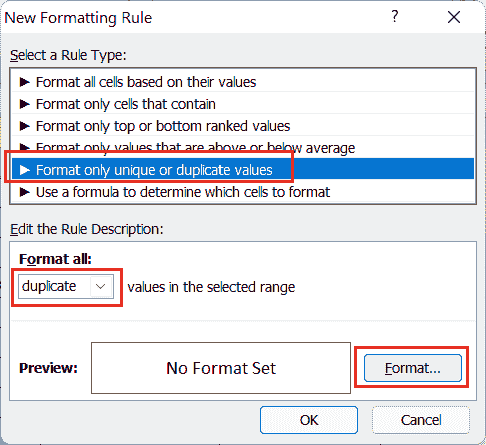 New Formatting Rule ? ×
Select a Rule Type:
► Format all cells based on their values
► Format only cells that contain
► Format only top or bottom ranked values
► Format only values that are above or below average
► Format only unique or duplicate values
► Use a formula to determine which cells to format
Edit the Rule Description:
Format all:
duplicate values in the selected range
Preview: No Format Set Format...
OK Cancel